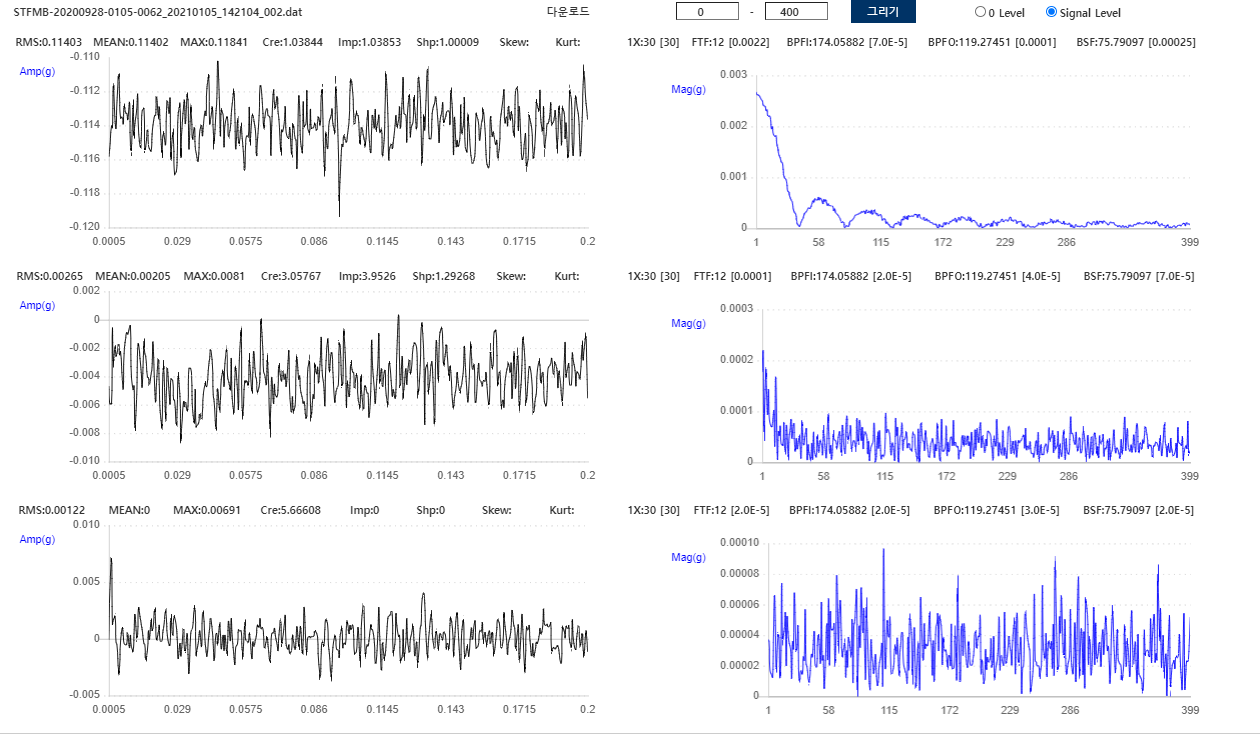 STFMB-20200928-0105-0062_20210105_142104_002.dat 다운로드 0 - 400 그리기 0 Level Signal Level
RMS:0.11403 MEAN:0.11402 MAX:0.11841 Cre:1.03844 Imp:1.03853 Shp:1.00009 Skew: Kurt:
Amp(g)
-0.110
-0.112
-0.114
-0.116
-0.118
-0.120
0.0005 0.029 0.0575 0.086 0.1145 0.143 0.1715 0.2
1X:30 [30] FTF:12 [0.0022] BPFI:174.05882 [7.0E-5] BPFO:119.27451 [0.0001] BSF:75.79097 [0.00025]
Mag(g)
0.003
0.002
0.001
0
1 58 115 172 229 286 399
RMS:0.00265 MEAN:0.00205 MAX:0.0081 Cre:3.05767 Imp:3.9526 Shp:1.29268 Skew: Kurt:
Amp(g)
0.002
0
-0.002
-0.004
-0.006
-0.008
-0.010
0.0005 0.029 0.0575 0.086 0.1145 0.143 0.1715 0.2
1X:30 [30] FTF:12 [0.0001] BPFI:174.05882 [2.0E-5] BPFO:119.27451 [4.0E-5] BSF:75.79097 [7.0E-5]
Mag(g)
0.0003
0.0002
0.0001
0
1 58 115 172 229 286 399
RMS:0.00122 MEAN:0 MAX:0.00691 Cre:5.66608 Imp:0 Shp:0 Skew: Kurt:
Amp(g)
0.010
0.005
0
-0.005
0.0005 0.029 0.0575 0.086 0.1145 0.143 0.1715 0.2
1X:30 [30] FTF:12 [2.0E-5] BPFI:174.05882 [2.0E-5] BPFO:119.27451 [3.0E-5] BSF:75.79097 [2.0E-5]
Mag(g)
0.00010
0.00008
0.00006
0.00004
0.00002
0
1 58 115 172 229 286 399